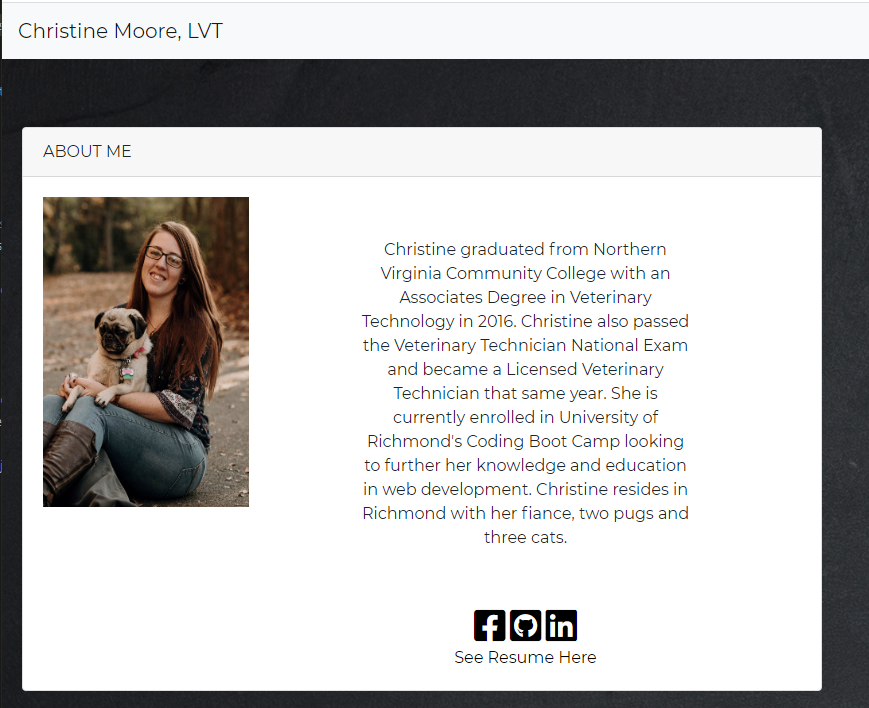 Christine Moore, LVT
ABOUT ME
Christine graduated from Northern
Virginia Community College with an
Associates Degree in Veterinary
Technology in 2016. Christine also passed
the Veterinary Technician National Exam
and became a Licensed Veterinary
Technician that same year. She is
currently enrolled in University of
Richmond's Coding Boot Camp looking
to further her knowledge and education
in web development. Christine resides in
Richmond with her fiance, two pugs and
three cats.
See Resume Here